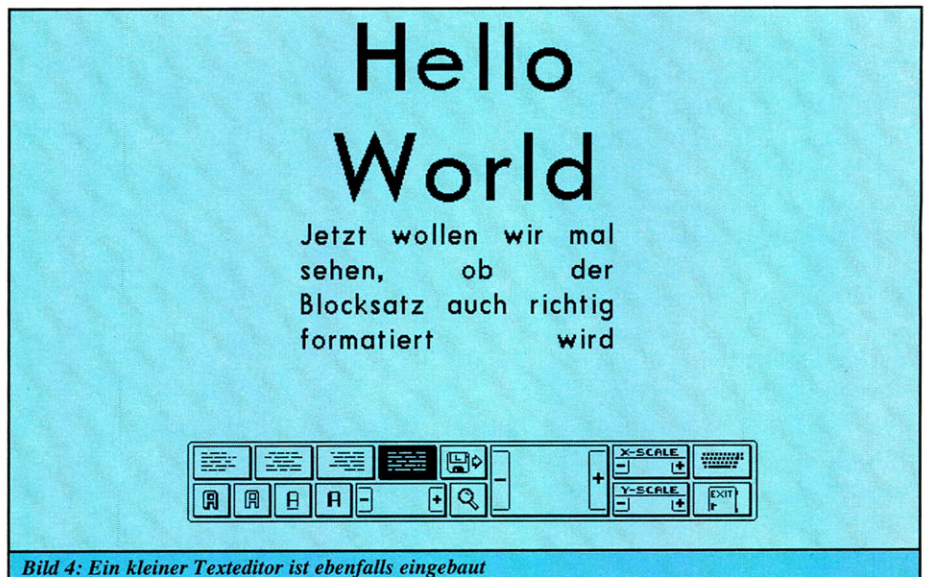 Hello
World
Jetzt wollen wir mal
sehen, ob der
Blocksatz auch richtig
formatiert wird
X-SCALE
- +
- +
Y-SCALE
A A A A - + - + EXIT
Bild 4: Ein kleiner Texteditor ist ebenfalls eingebaut